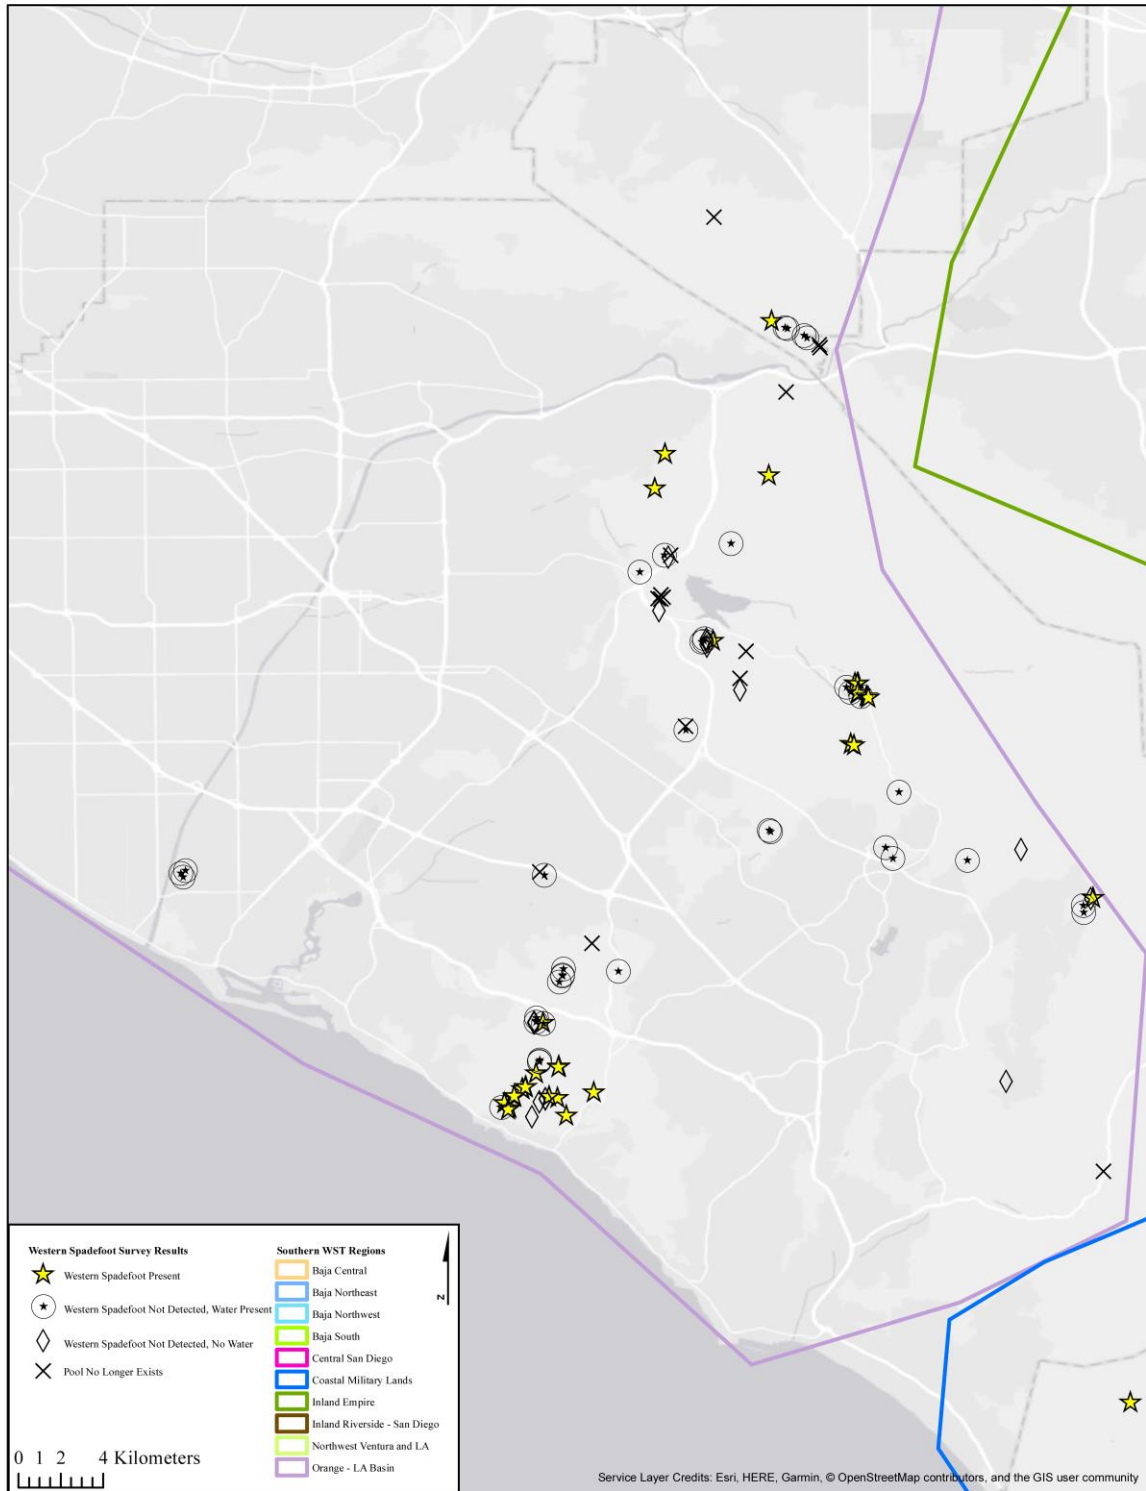 Western Spadefoot Survey Results
Western Spadefoot Present
Western Spadefoot Not Detected, Water Present
Western Spadefoot Not Detected, No Water
Pool No Longer Exists
0 1 2 4 Kilometers
Southern WST Regions
Baja Central
Baja Northeast
Baja Northwest
Baja South
Central San Diego
Coastal Military Lands
Inland Empire
Inland Riverside - San Diego
Northwest Ventura and LA
Orange - LA Basin
N
Service Layer Credits: Esri, HERE, Garmin, © OpenStreetMap contributors, and the GIS user community